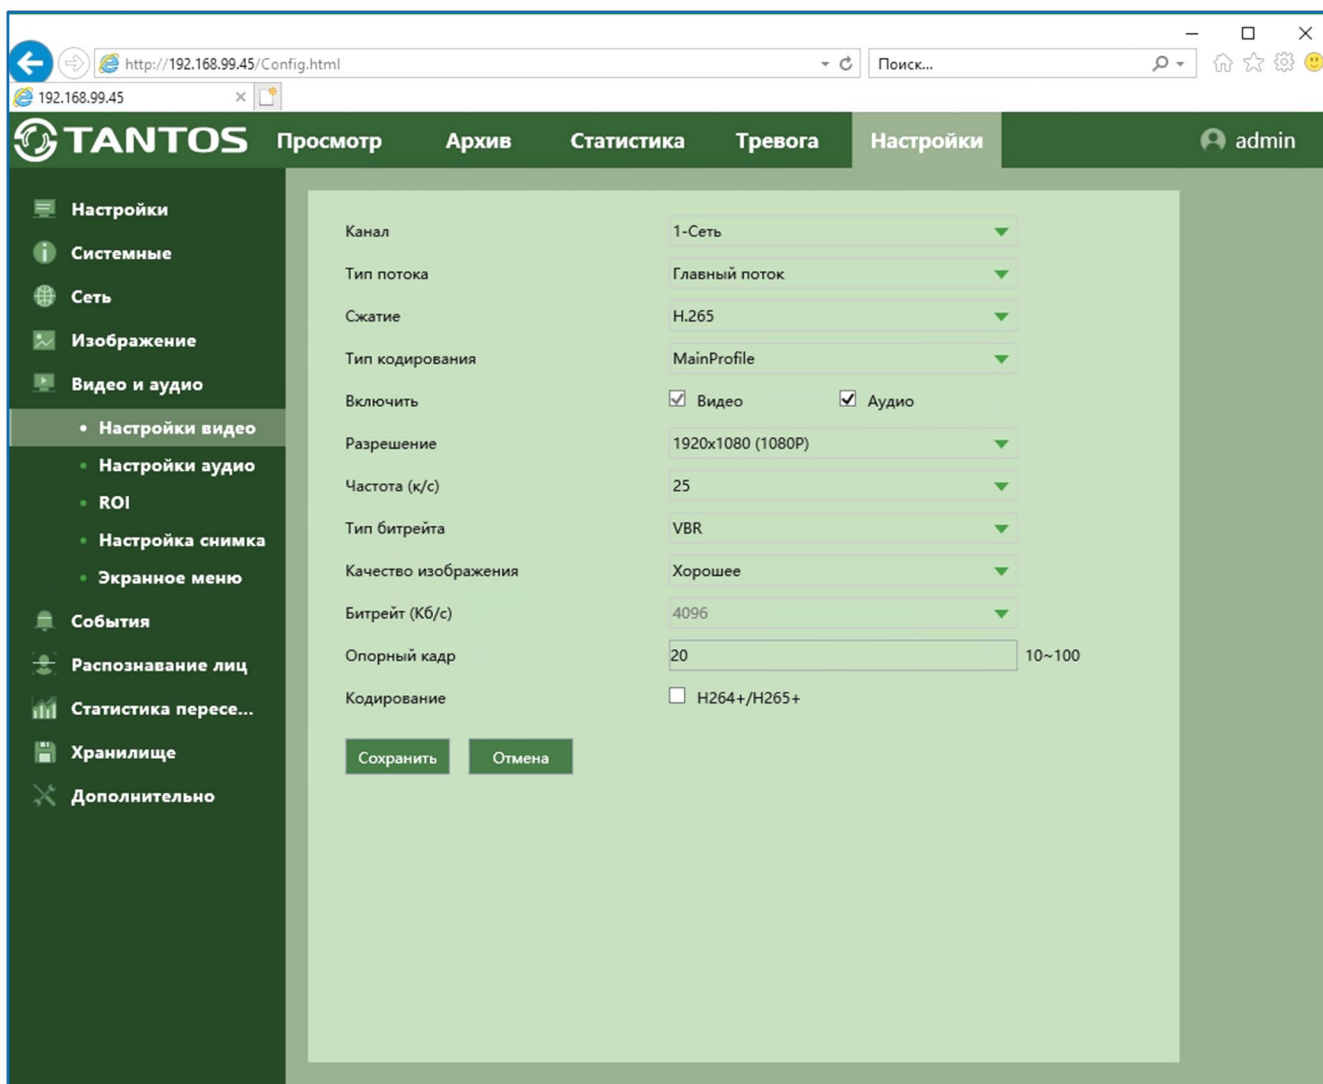 http://192.168.99.45/Config.html
Поиск...
192.168.99.45
TANTOS Просмотр Архив Статистика Тревога Настройки admin
Настройки
Системные
Сеть
Изображение
Видео и аудио
Настройки видео
Настройки аудио
ROI
Настройка снимка
Экранное меню
События
Распознавание лиц
Статистика пересе...
Хранилище
Дополнительно
Канал 1-Сеть
Тип потока Главный поток
Сжатие H.265
Тип кодирования MainProfile
Включить Видео Аудио
Разрешение 1920x1080 (1080P)
Частота (к/с) 25
Тип битрейта VBR
Качество изображения Хорошее
Битрейт (Кб/с) 4096
Опорный кадр 20 10~100
Кодирование H264+/H265+
Сохранить Отмена